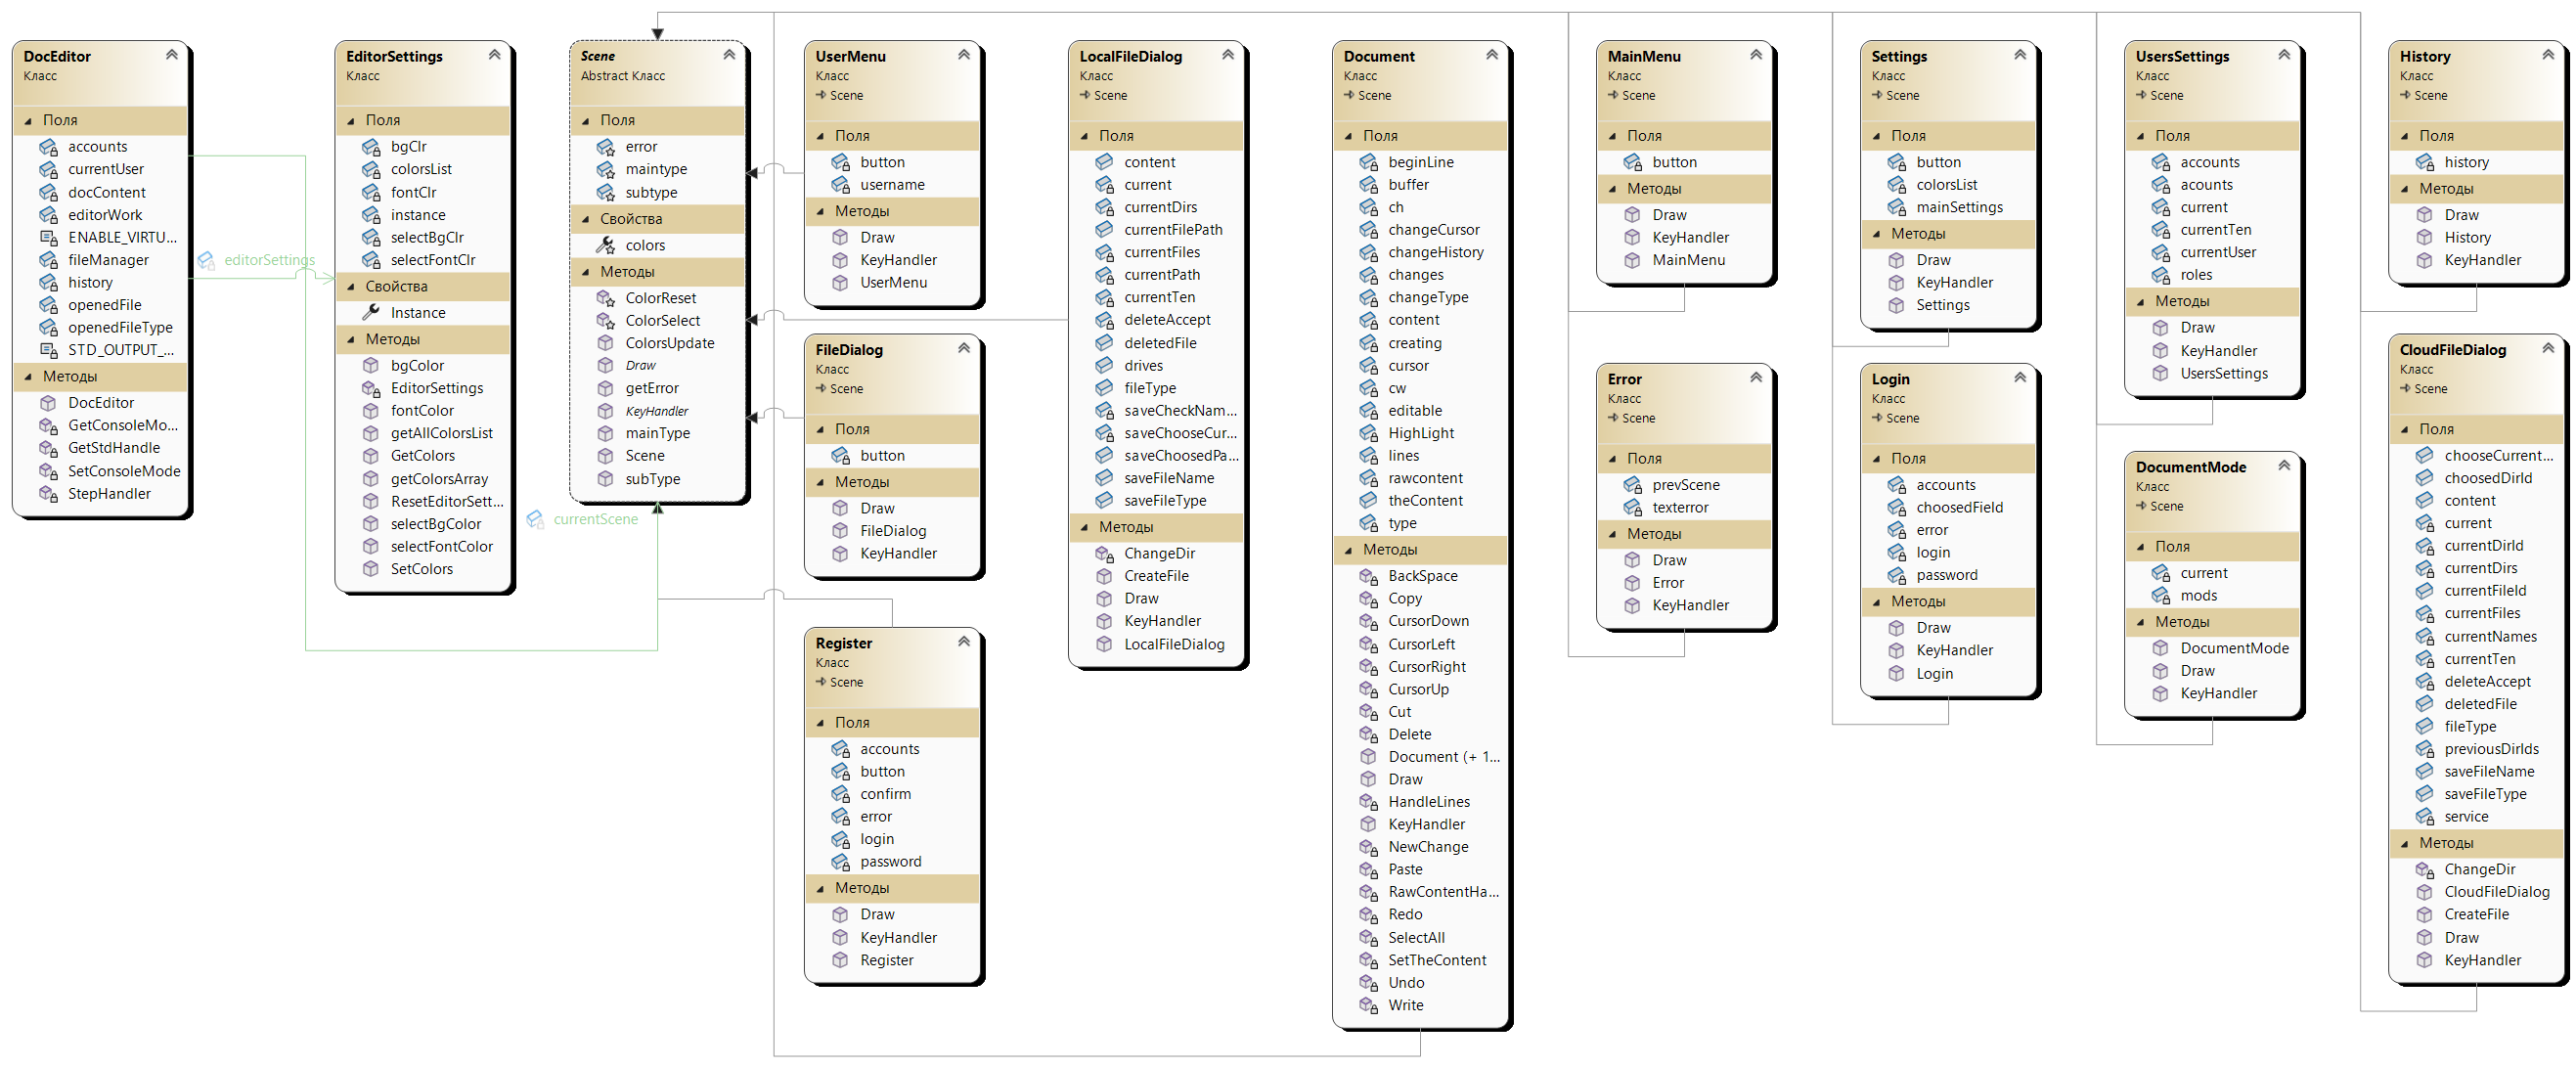 DocEditor
Класс
Поля
accounts
currentUser
docContent
editorWork
ENABLE_VIRTU...
fileManager
history
openedFile
openedFileType
STD_OUTPUT_...
Методы
DocEditor
GetConsoleMo...
GetStdHandle
SetConsoleMode
StepHandler
editorSettings
EditorSettings
Класс
Поля
bgClr
colorsList
fontClr
instance
selectBgClr
selectFontClr
Свойства
Instance
Методы
bgColor
EditorSettings
fontColor
getAllColorsList
GetColors
getColorsArray
ResetEditorSett...
selectBgColor
selectFontColor
SetColors
currentScene
Scene
Abstract Класс
Поля
error
maintype
subtype
Свойства
colors
Методы
ColorReset
ColorSelect
ColorsUpdate
Draw
getError
KeyHandler
mainType
Scene
subType
UserMenu
Класс
Scene
Поля
button
username
Методы
Draw
KeyHandler
UserMenu
FileDialog
Класс
Scene
Поля
button
Методы
Draw
FileDialog
KeyHandler
Register
Класс
Scene
Поля
accounts
button
confirm
error
login
password
Методы
Draw
KeyHandler
Register
LocalFileDialog
Класс
Scene
Поля
content
current
currentDirs
currentFilePath
currentFiles
currentPath
currentTen
deleteAccept
deletedFile
drives
fileType
saveCheckNam...
saveChooseCur...
saveChoosedPa...
saveFileName
saveFileType
Методы
ChangeDir
CreateFile
Draw
KeyHandler
LocalFileDialog
Document
Класс
Scene
Поля
beginLine
buffer
ch
changeCursor
changeHistory
changes
changeType
content
creating
cursor
cw
editable
HighLight
lines
rawcontent
theContent
type
Методы
BackSpace
Copy
CursorDown
CursorLeft
CursorRight
CursorUp
Cut
Delete
Document (+ 1...
Draw
HandleLines
KeyHandler
NewChange
Paste
RawContentHa...
Redo
SelectAll
SetTheContent
Undo
Write
MainMenu
Класс
Scene
Поля
button
Методы
Draw
KeyHandler
MainMenu
Error
Класс
Scene
Поля
prevScene
texterror
Методы
Draw
Error
KeyHandler
Settings
Класс
Scene
Поля
button
colorsList
mainSettings
Методы
Draw
KeyHandler
Settings
Login
Класс
Scene
Поля
accounts
choosedField
error
login
password
Методы
Draw
KeyHandler
Login
UsersSettings
Класс
Scene
Поля
accounts
acounts
current
currentTen
currentUser
roles
Методы
Draw
KeyHandler
UsersSettings
DocumentMode
Класс
Scene
Поля
current
mods
Методы
DocumentMode
Draw
KeyHandler
History
Класс
Scene
Поля
history
Методы
Draw
History
KeyHandler
CloudFileDialog
Класс
Scene
Поля
chooseCurrent...
choosedDirId
content
current
currentDirId
currentDirs
currentFileId
currentFiles
currentNames
currentTen
deleteAccept
deletedFile
fileType
previousDirIds
saveFileName
saveFileType
service
Методы
ChangeDir
CloudFileDialog
CreateFile
Draw
KeyHandler